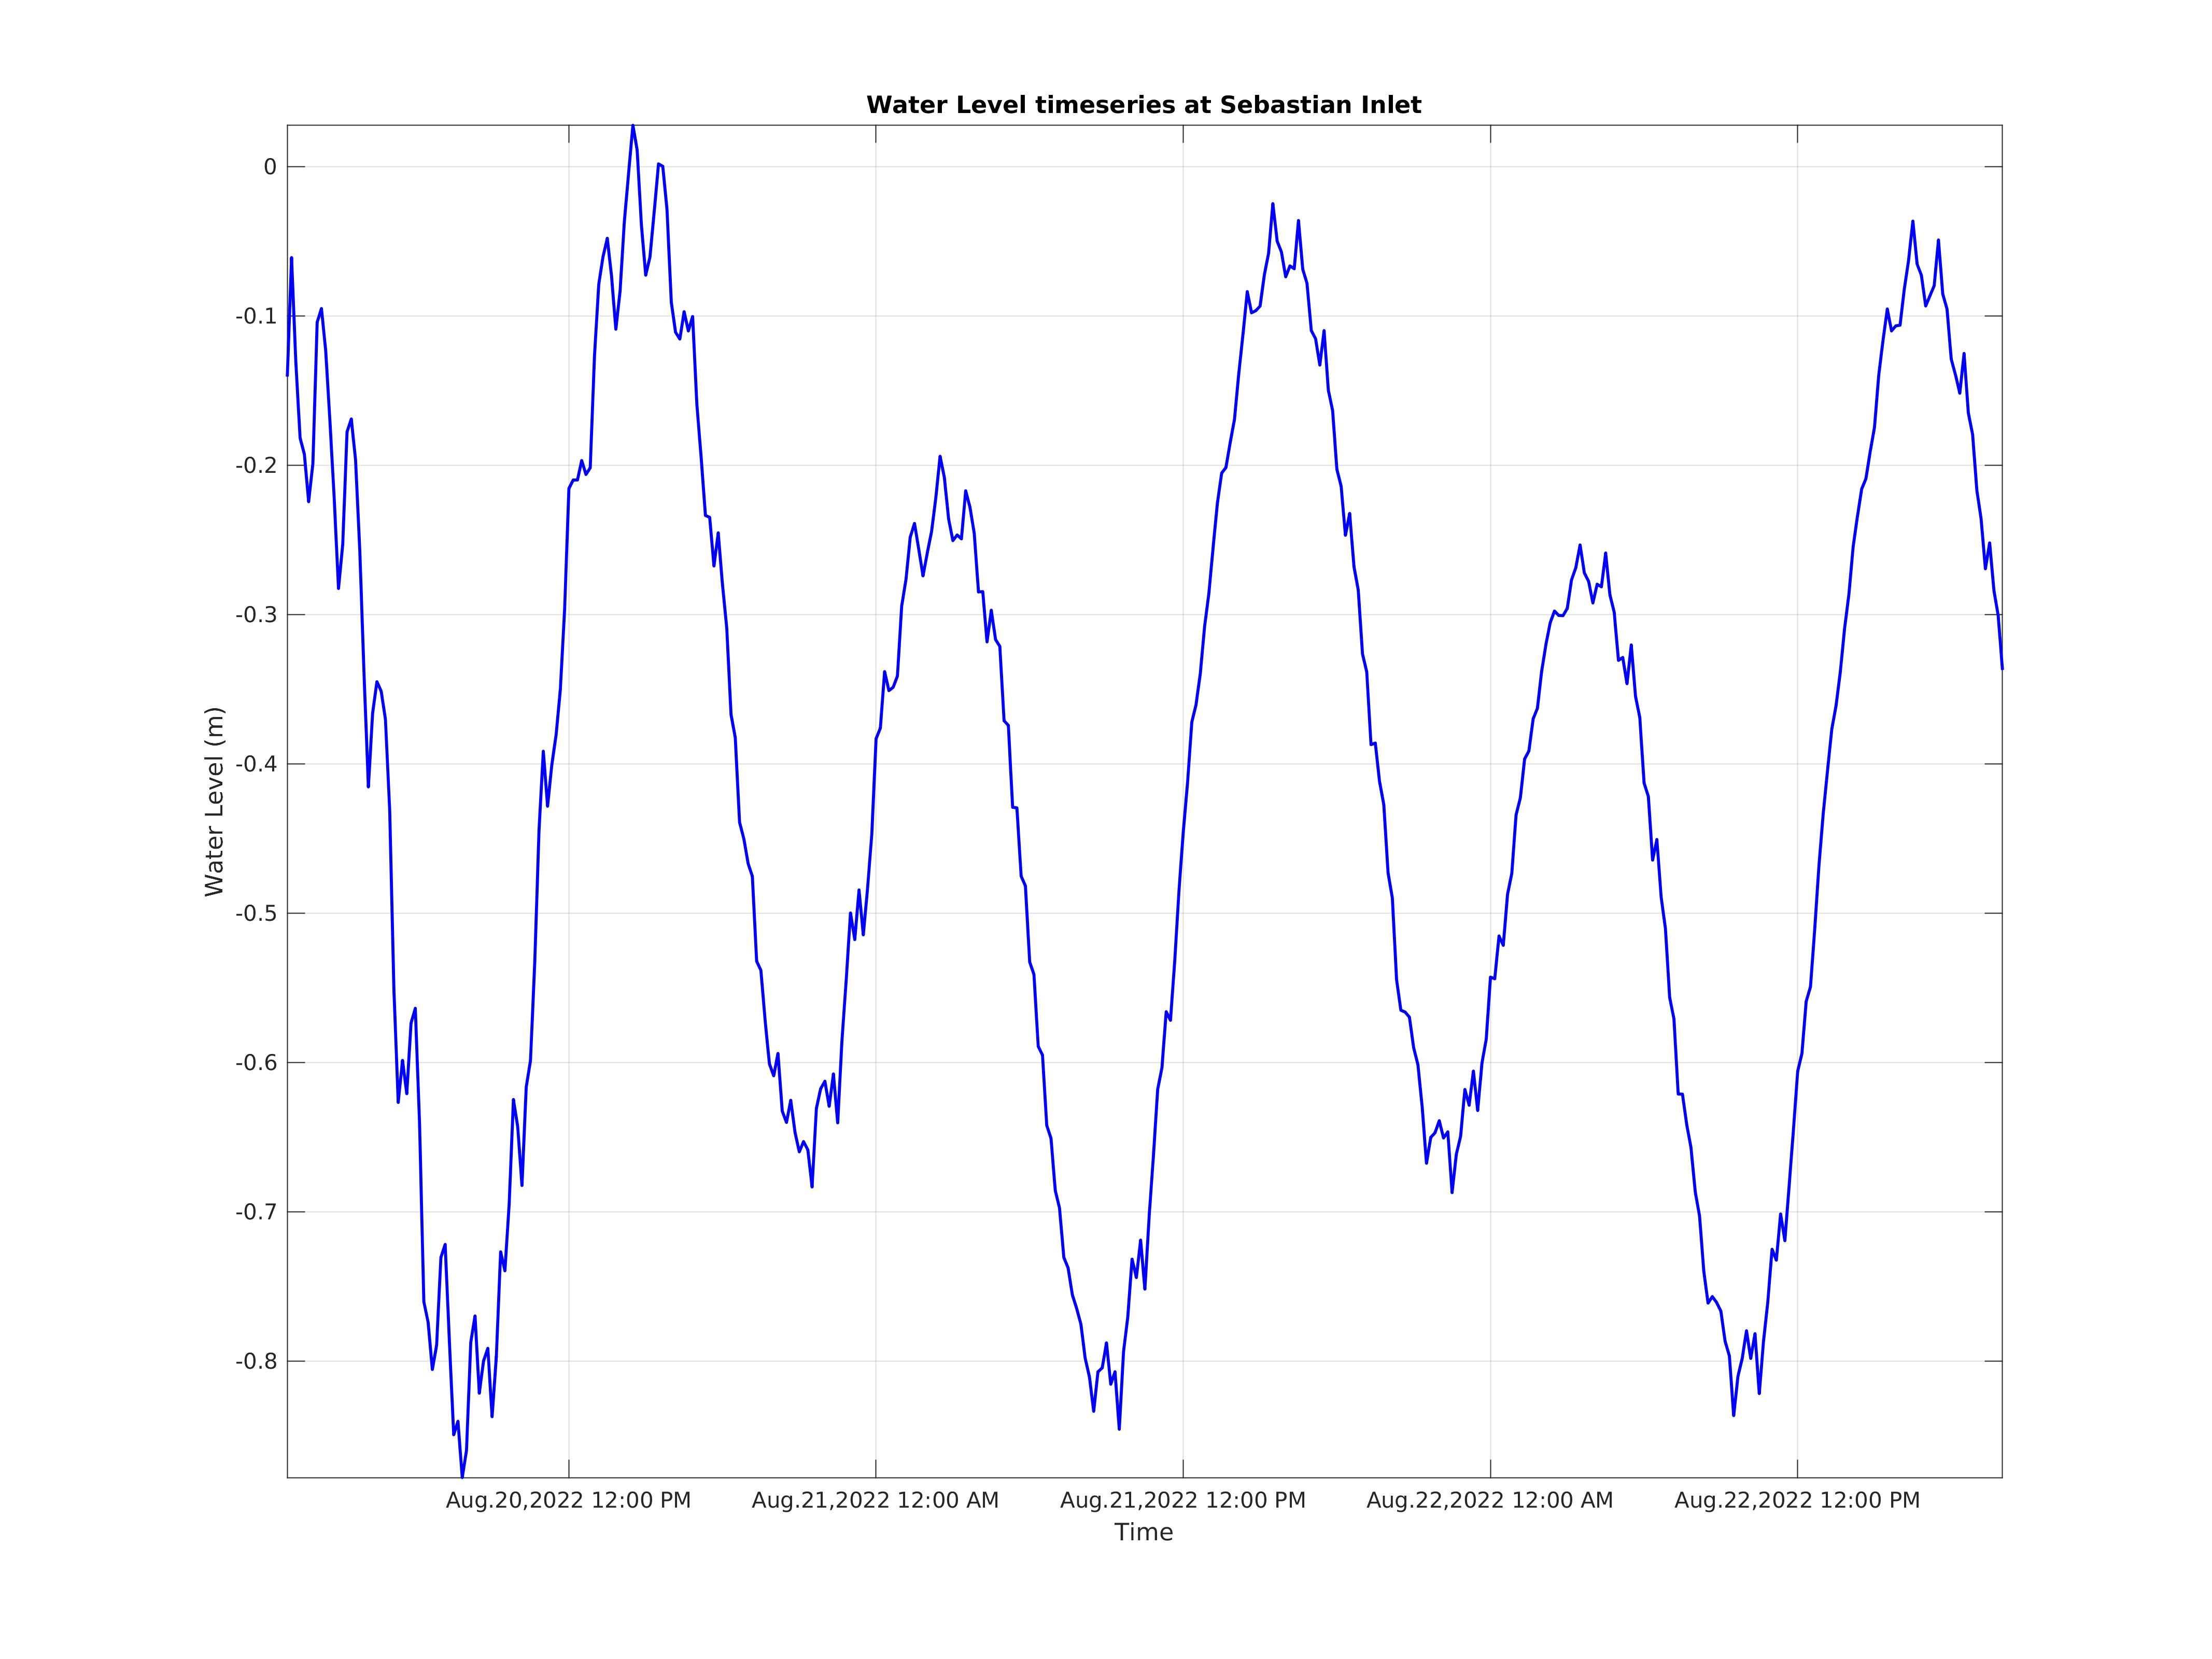 Water Level timeseries at Sebastian Inlet
0
-0.1
-0.2
-0.3
-0.4
-0.5
-0.6
-0.7
-0.8
Water Level (m)
Aug.20,2022 12:00 PM
Aug.21,2022 12:00 AM
Aug.21,2022 12:00 PM
Aug.22,2022 12:00 AM
Aug.22,2022 12:00 PM
Time